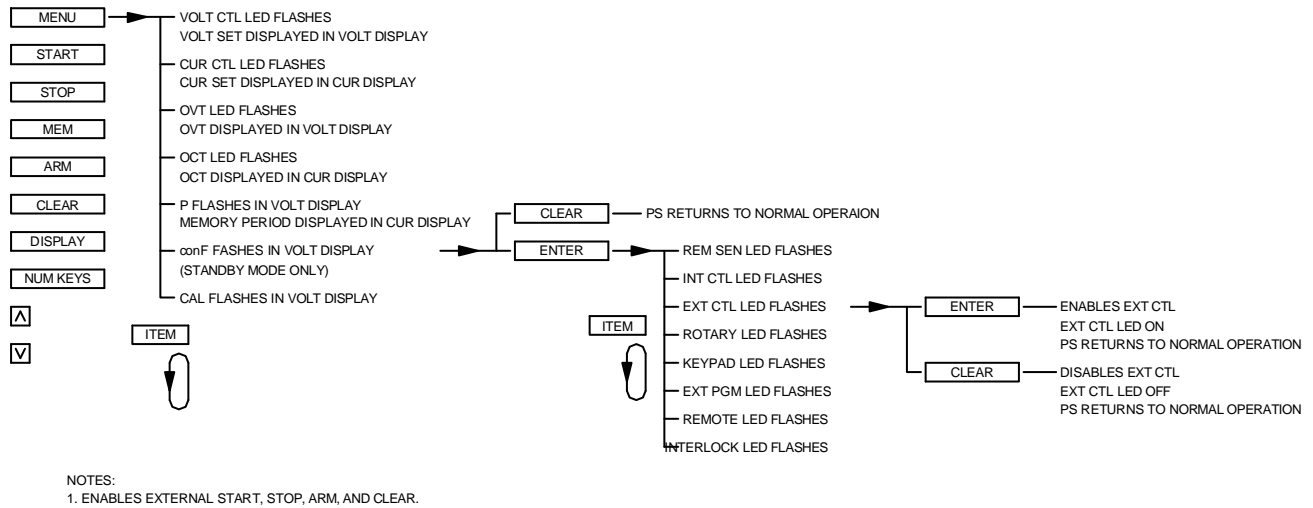 MENU
START
STOP
MEM
ARM
CLEAR
DISPLAY
NUM KEYS
VOLT CTL LED FLASHES
VOLT SET DISPLAYED IN VOLT DISPLAY
CUR CTL LED FLASHES
CUR SET DISPLAYED IN CUR DISPLAY
OVT LED FLASHES
OVT DISPLAYED IN VOLT DISPLAY
OCT LED FLASHES
OCT DISPLAYED IN CUR DISPLAY
P FLASHES IN VOLT DISPLAY
MEMORY PERIOD DISPLAYED IN CUR DISPLAY
conF FASHES IN VOLT DISPLAY
(STANDBY MODE ONLY)
CAL FLASHES IN VOLT DISPLAY
ITEM
CLEAR
PS RETURNS TO NORMAL OPERAION
ENTER
REM SEN LED FLASHES
INT CTL LED FLASHES
EXT CTL LED FLASHES
ROTARY LED FLASHES
KEYPAD LED FLASHES
EXT PGM LED FLASHES
REMOTE LED FLASHES
INTERLOCK LED FLASHES
ITEM
ENTER
ENABLES EXT CTL
EXT CTL LED ON
PS RETURNS TO NORMAL OPERATION
CLEAR
DISABLES EXT CTL
EXT CTL LED OFF
PS RETURNS TO NORMAL OPERATION
NOTES:
1. ENABLES EXTERNAL START, STOP, ARM, AND CLEAR.